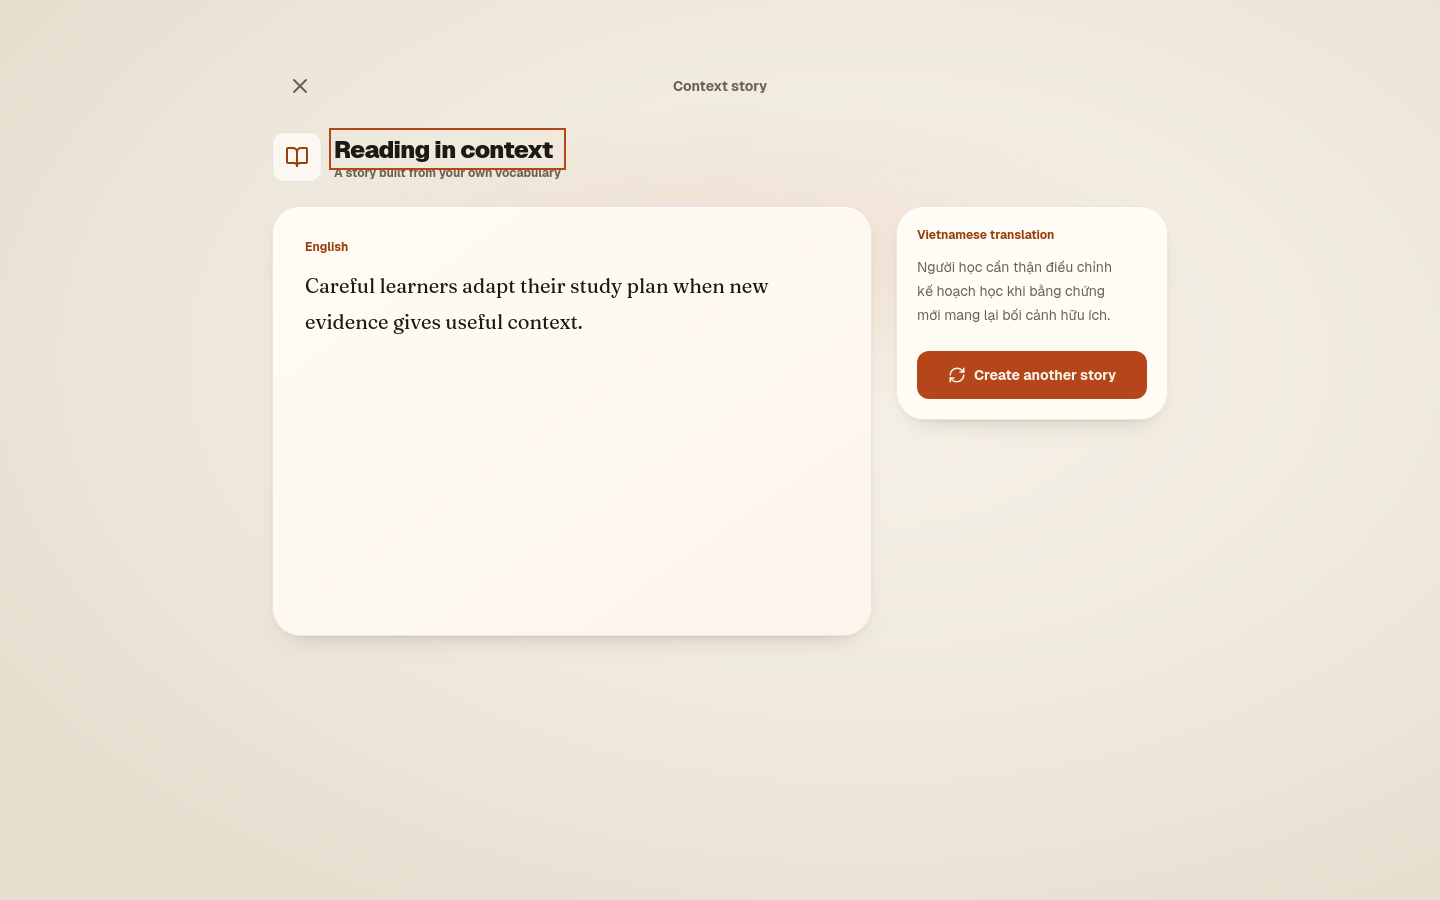 Context story
Reading in context
A story built from your own vocabulary
English
Careful learners adapt their study plan when new
evidence gives useful context.
Vietnamese translation
Người học cẩn thận điều chỉnh
kế hoạch học khi bằng chứng
mới mang lại bối cảnh hữu ích.
Create another story